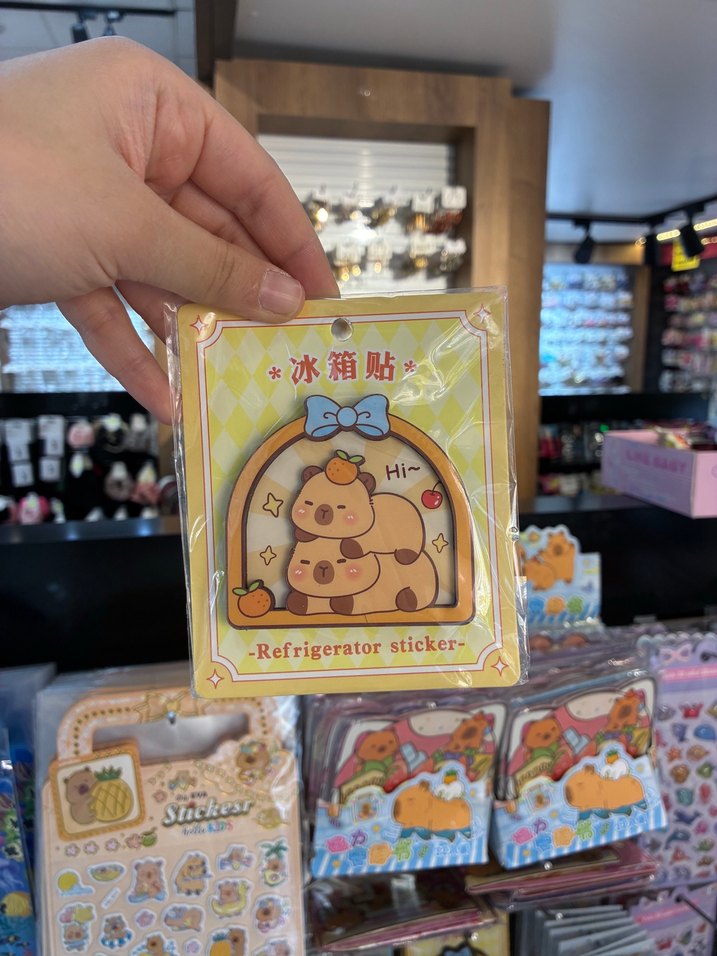 *冰箱贴*
Hi~
-Refrigerator sticker-
Stickesr